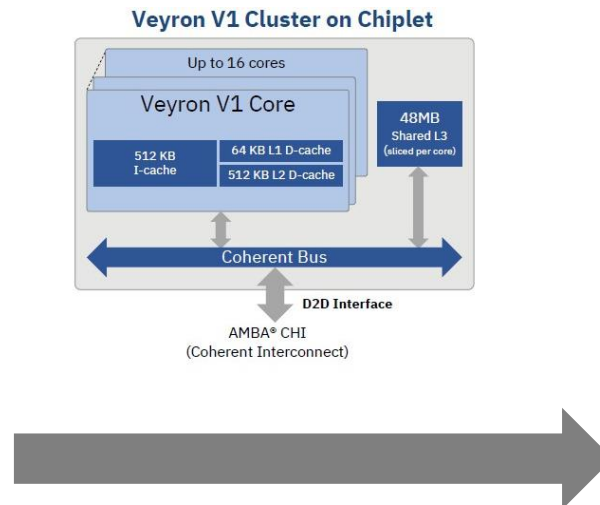 Veyron V1 Cluster on Chiplet
Up to 16 cores
Veyron V1 Core
512 KB
I-cache
64 KB L1 D-cache
512 KB L2 D-cache
48MB
Shared L3
(sliced per core)
Coherent Bus
D2D Interface
AMBA® CHI
(Coherent Interconnect)